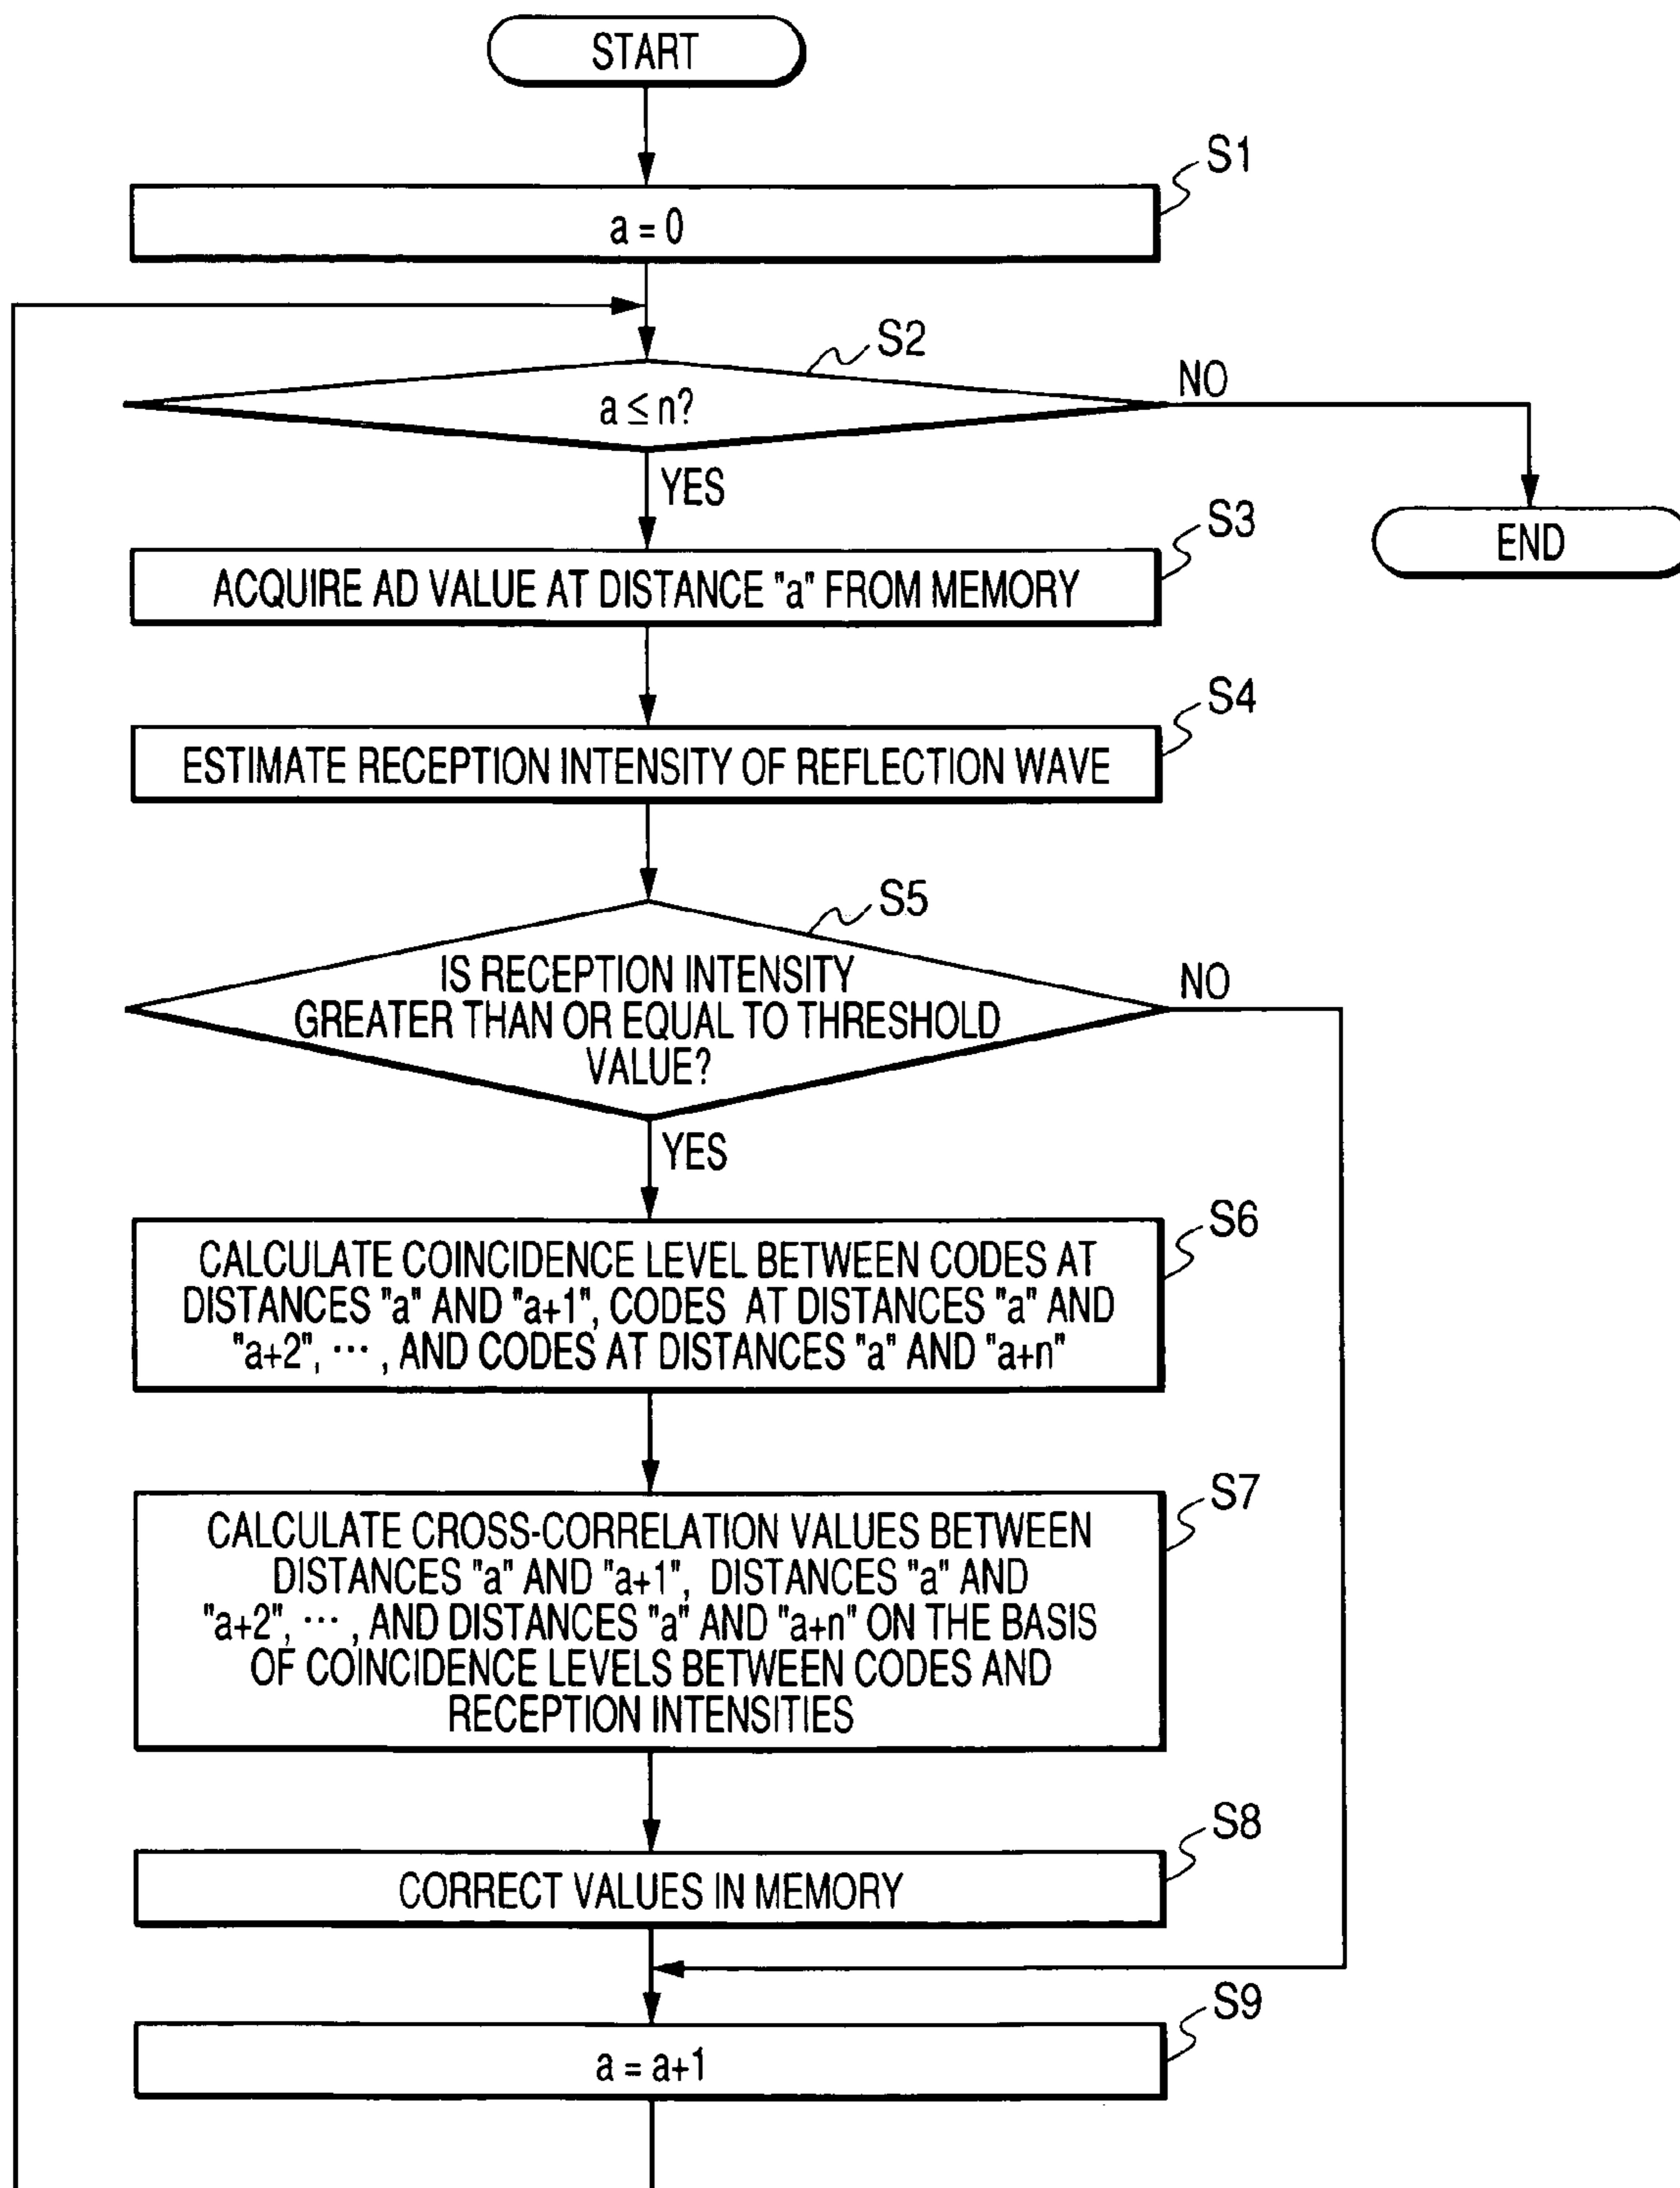 START
S1
a = 0
S2
a ≤ n?
NO
YES
S3
ACQUIRE AD VALUE AT DISTANCE "a" FROM MEMORY
END
S4
ESTIMATE RECEPTION INTENSITY OF REFLECTION WAVE
S5
IS RECEPTION INTENSITY
GREATER THAN OR EQUAL TO THRESHOLD
VALUE?
NO
YES
S6
CALCULATE COINCIDENCE LEVEL BETWEEN CODES AT
DISTANCES "a" AND "a+1", CODES AT DISTANCES "a" AND
"a+2", ··· , AND CODES AT DISTANCES "a" AND "a+n"
S7
CALCULATE CROSS-CORRELATION VALUES BETWEEN
DISTANCES "a" AND "a+1", DISTANCES "a" AND
"a+2", ··· , AND DISTANCES "a" AND "a+n" ON THE BASIS
OF COINCIDENCE LEVELS BETWEEN CODES AND
RECEPTION INTENSITIES
S8
CORRECT VALUES IN MEMORY
S9
a = a+1